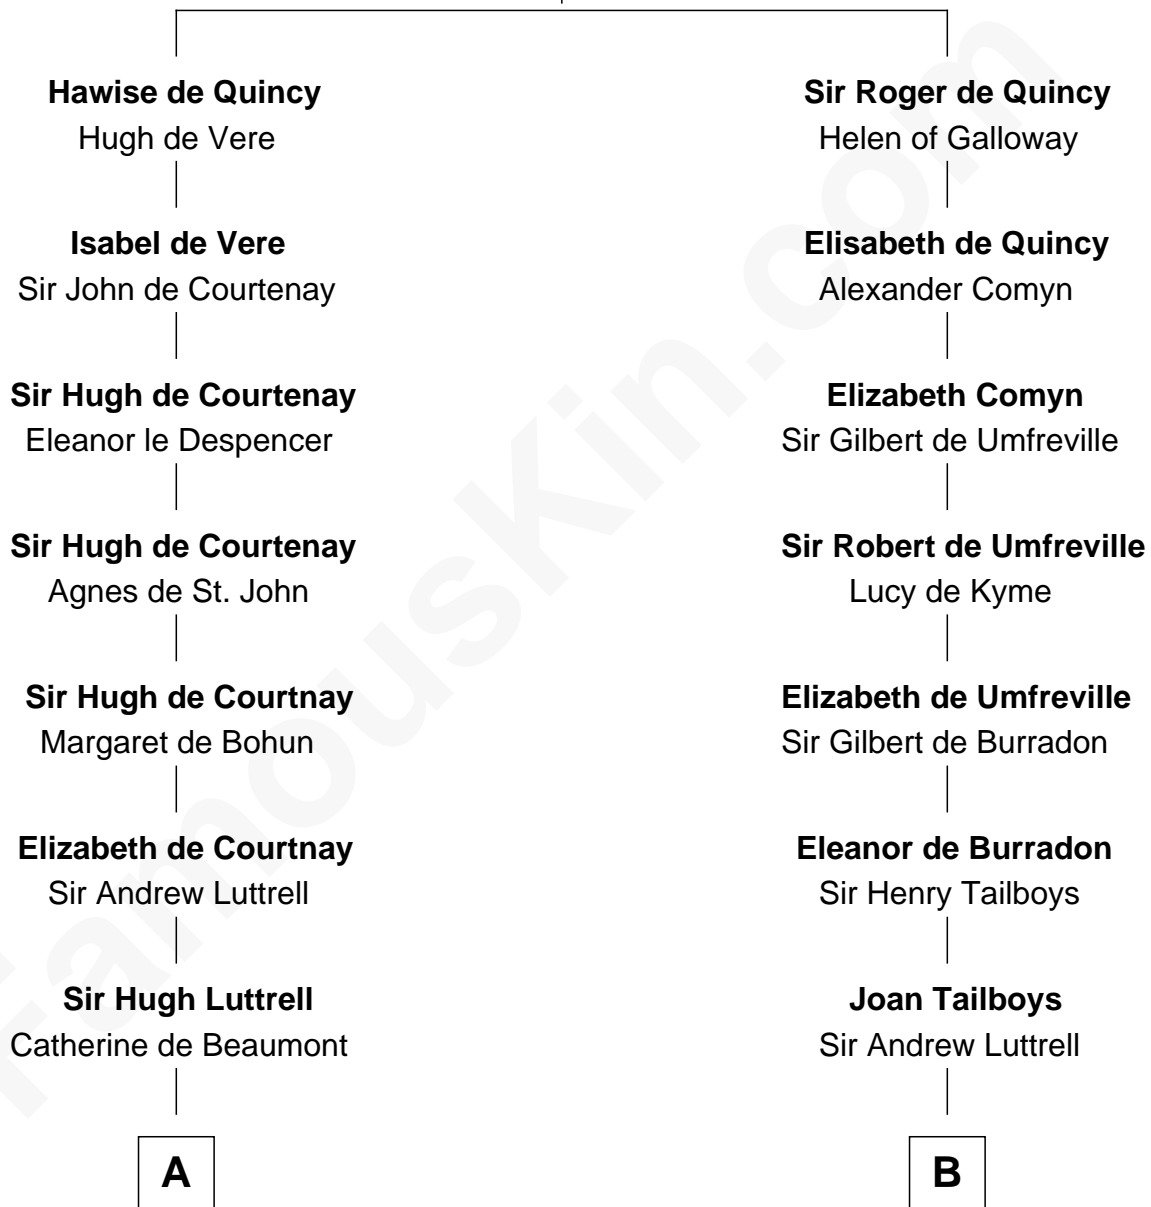 Hawise de Quincy
Hugh de Vere
Isabel de Vere
Sir John de Courtenay
Sir Hugh de Courtenay
Eleanor le Despencer
Sir Hugh de Courtenay
Agnes de St. John
Sir Hugh de Courtnay
Margaret de Bohun
Elizabeth de Courtnay
Sir Andrew Luttrell
Sir Hugh Luttrell
Catherine de Beaumont
A
Sir Roger de Quincy
Helen of Galloway
Elisabeth de Quincy
Alexander Comyn
Elizabeth Comyn
Sir Gilbert de Umfreville
Sir Robert de Umfreville
Lucy de Kyme
Elizabeth de Umfreville
Sir Gilbert de Burradon
Eleanor de Burradon
Sir Henry Tailboys
Joan Tailboys
Sir Andrew Luttrell
B
FamousKin.com